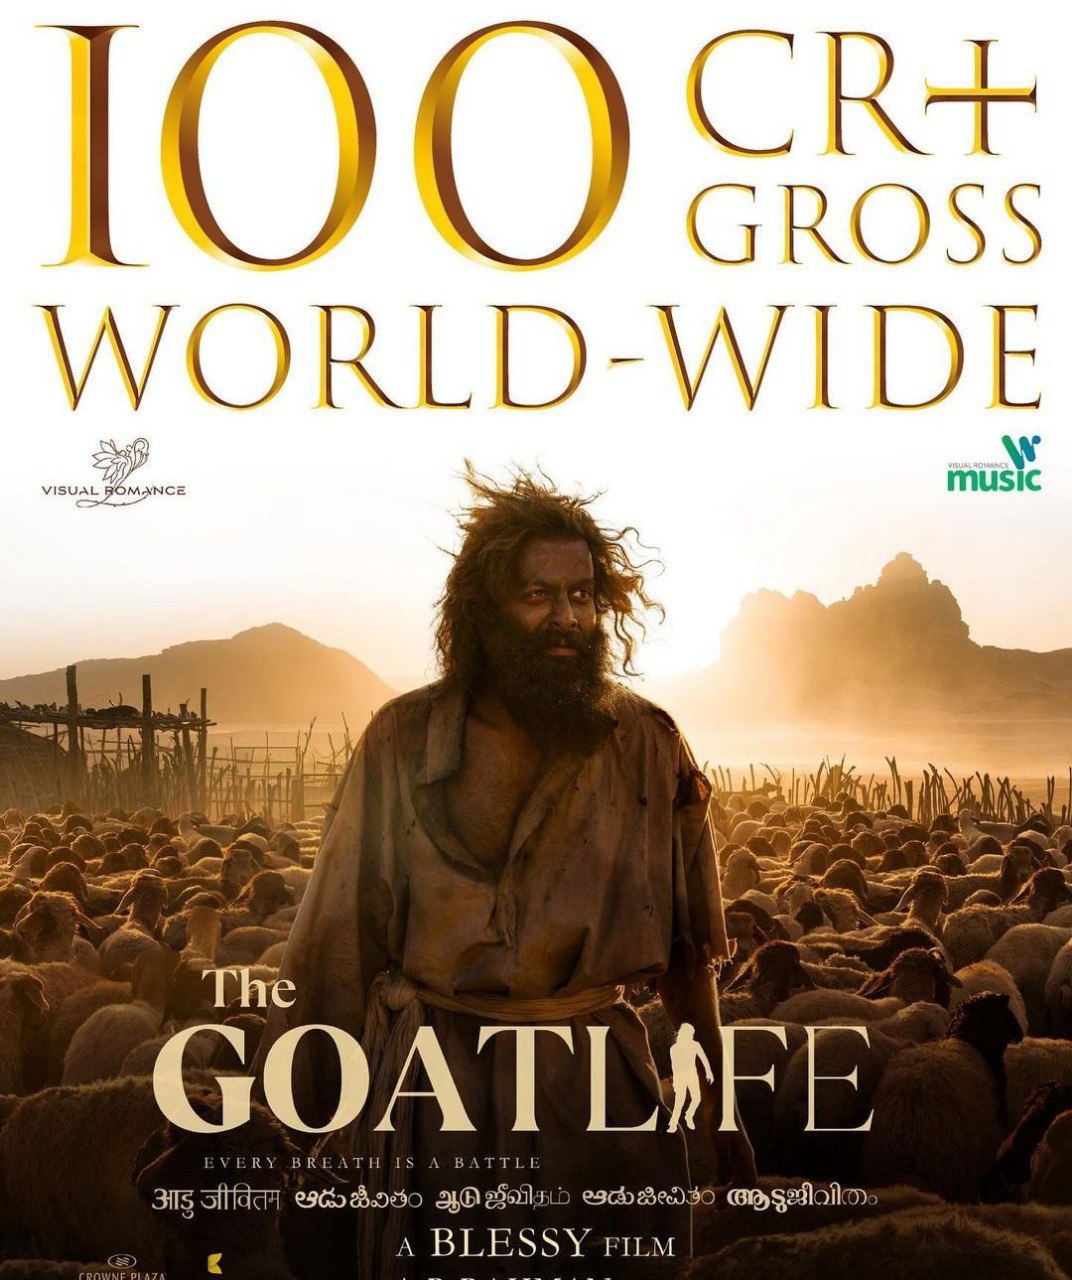 100 CR+
GROSS
WORLD-WIDE
VISUAL ROMANCE
VISUAL ROMANCE
music
The
GOATLIFE
EVERY BREATH IS A BATTLE
आडु जीवितम ఆడుజీవితం ஆடுஜீவிதம் ಆಡುಜೀವಿತಂ ആടുജീവിതം
A BLESSY FILM
A.R.RAHMAN
CROWNE PLAZA